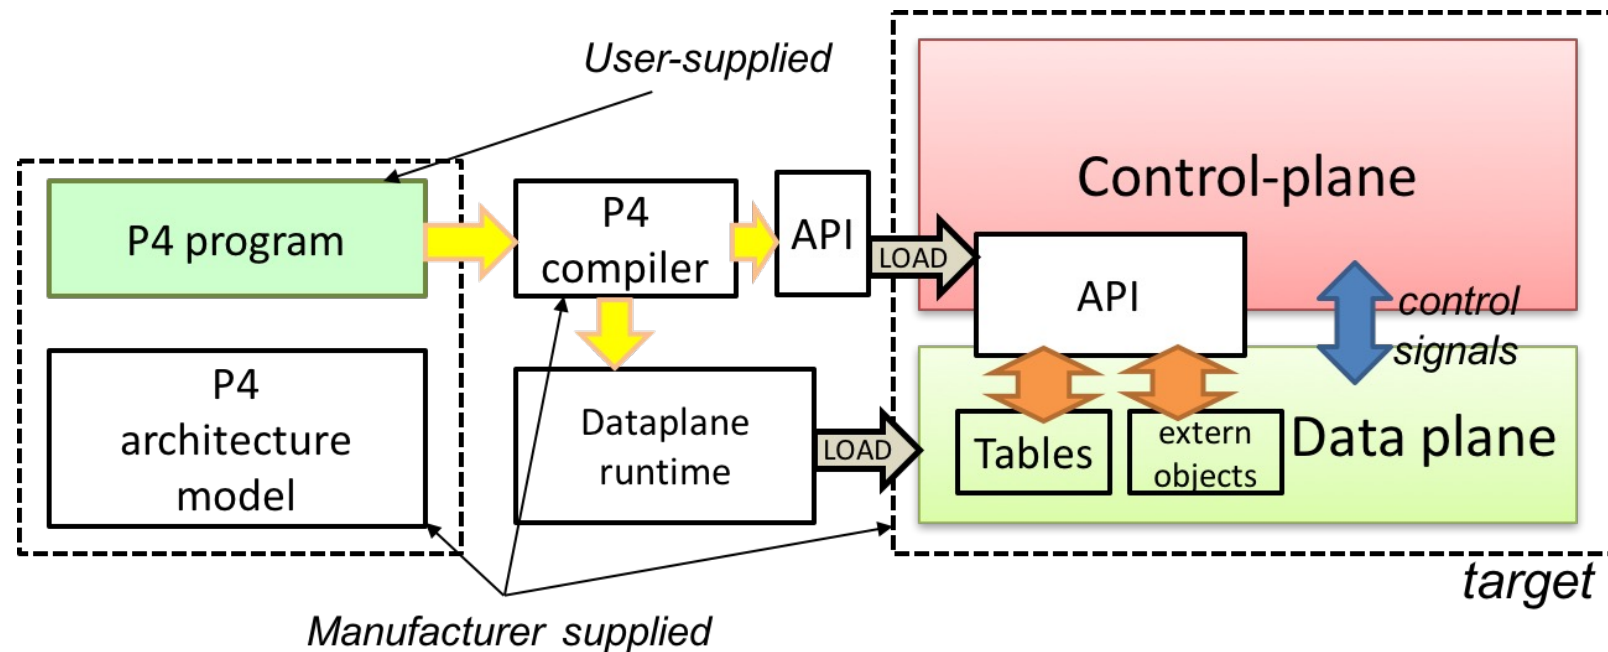 User-supplied
P4 program
P4
compiler
API
LOAD
Control-plane
API
control
signals
P4
architecture
model
Dataplane
runtime
LOAD
Tables
extern
objects
Data plane
target
Manufacturer supplied